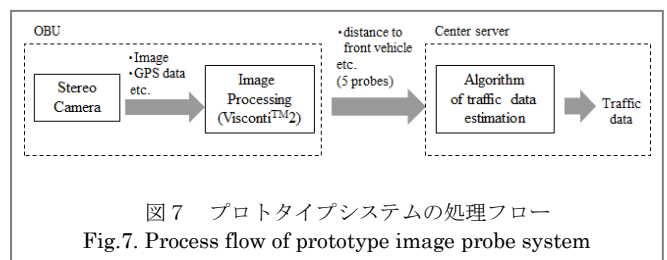 OBU
・Image
・GPS data
etc.
Stereo
Camera
Image
Processing
(Visconti™2)
・distance to
front vehicle
etc.
(5 probes)
Center server
Algorithm
of traffic data
estimation
Traffic
data
図7 プロトタイプシステムの処理フロー
Fig.7. Process flow of prototype image probe system